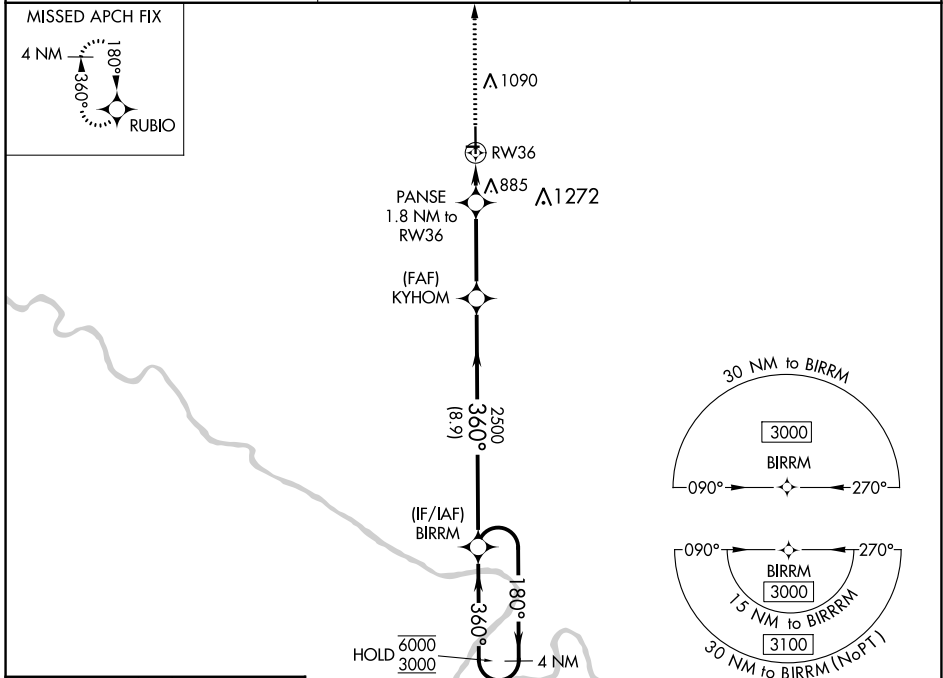 MISSED APCH FIX
4 NM
180°
360°
RUBIO
1090
RW36
885
1272
PANSE
1.8 NM to
RW36
(FAF)
KYHOM
2500
360°
(8.9)
(IF/IAF)
BIRRM
360°
180°
HOLD
6000
3000
4 NM
30 NM to BIRRM
3000
BIRRM
090°
270°
090°
270°
BIRRM
3000
15 NM to BIRRRM
3100
30 NM to BIRRM (NoPT)